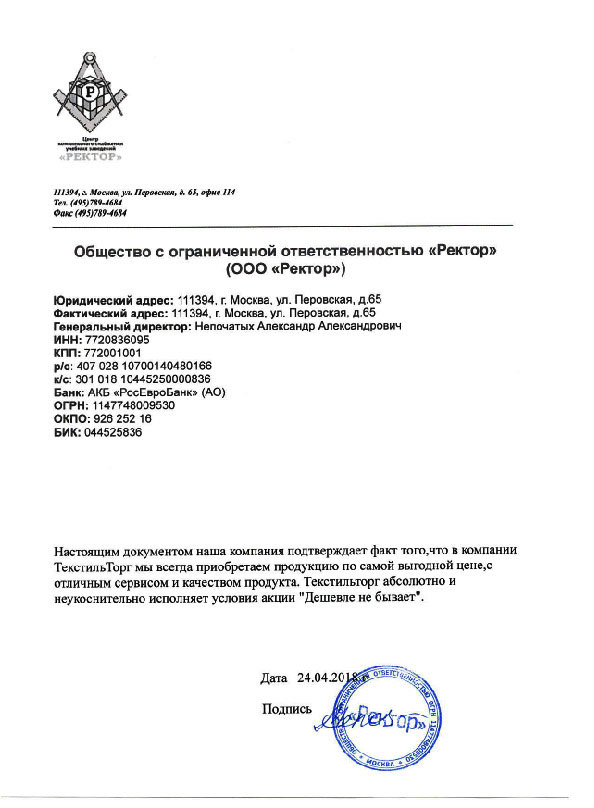 Р
Центр
учебных заведений
«РЕКТОР»
111394, г. Москва, ул. Перовская, д. 65, офис 114
Тел. (495)789-4684
Факс (495)789-4684
Общество с ограниченной ответственностью «Ректор»
(ООО «Ректор»)
Юридический адрес: 111394, г. Москва, ул. Перовская, д.65
Фактический адрес: 111394, г. Москва, ул. Перовская, д.65
Генеральный директор: Непочатых Александр Александрович
ИНН: 7720836095
КПП: 772001001
р/с: 407 028 10700140480166
к/с: 301 018 10445250000836
Банк: АКБ «РосЕвроБанк» (АО)
ОГРН: 1147748009530
ОКПО: 926 252 16
БИК: 044525836
Настоящим документом наша компания подтверждает факт того,что в компании
ТекстильТорг мы всегда приобретаем продукцию по самой выгодной цене,с
отличным сервисом и качеством продукта. Текстильторг абсолютно и
неукоснительно исполняет условия акции "Дешевле не бывает".
Дата 24.04.2018 г
Подпись
«Ректор»
ОБЩЕСТВО С ОГРАНИЧЕННОЙ ОТВЕТСТВЕННОСТЬЮ ОГРН 1147748009530
МОСКВА